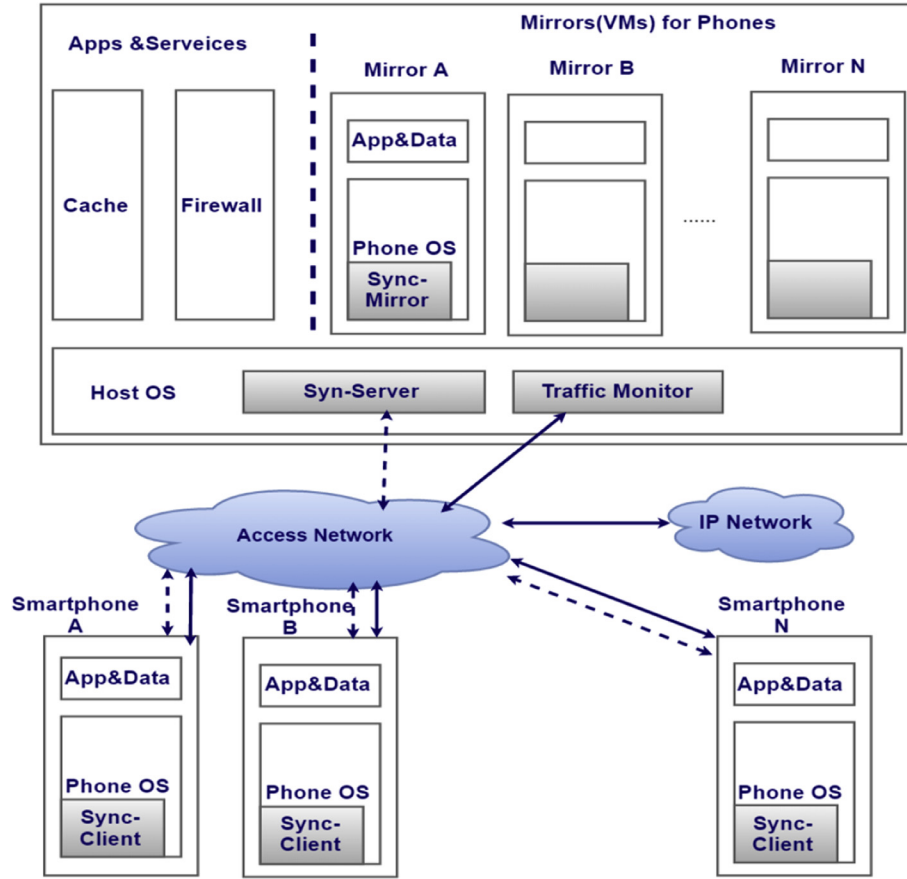 Mirrors(VMs) for Phones
Apps &Serveices
Mirror A
Mirror B
Mirror N
App&Data
Cache
Firewall
......
Phone OS
Sync-
Mirror
Host OS
Syn-Server
Traffic Monitor
Access Network
IP Network
Smartphone
A
Smartphone
B
Smartphone
N
App&Data
App&Data
App&Data
Phone OS
Phone OS
Phone OS
Sync-
Client
Sync-
Client
Sync-
Client